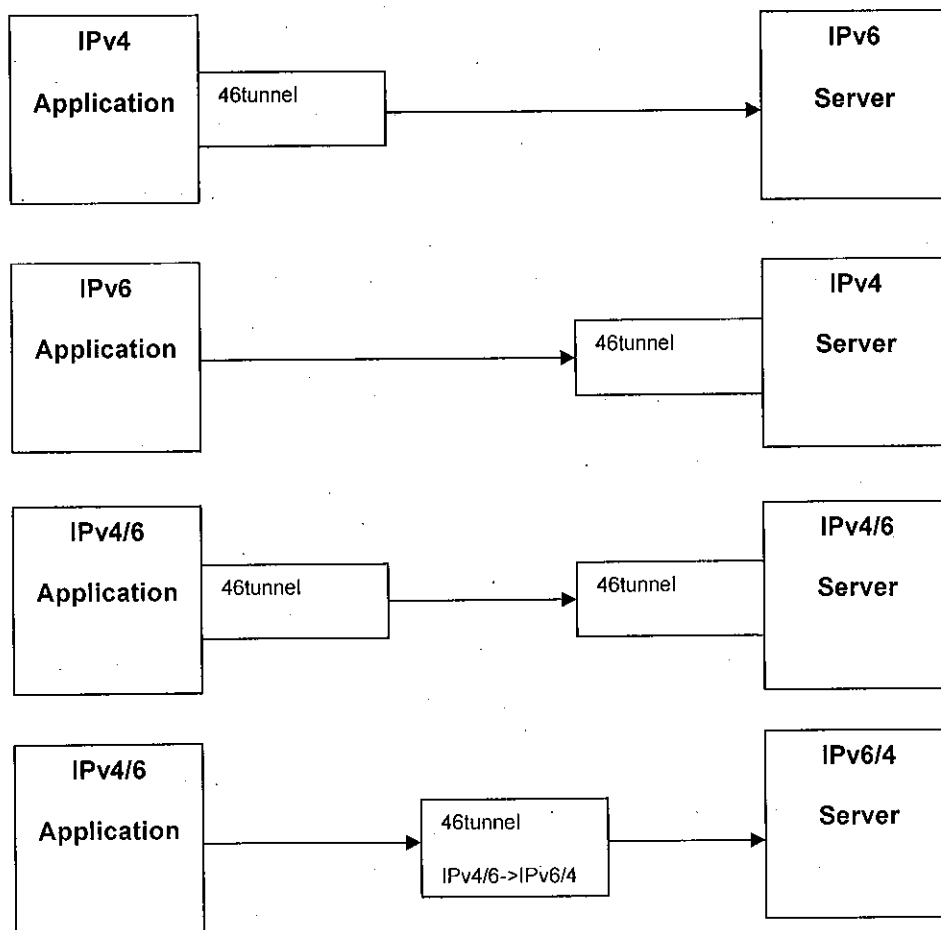 IPv4
Application
46tunnel
IPv6
Server
IPv6
Application
46tunnel
IPv4
Server
IPv4/6
Application
46tunnel
46tunnel
IPv4/6
Server
IPv4/6
Application
46tunnel
IPv4/6->IPv6/4
IPv6/4
Server